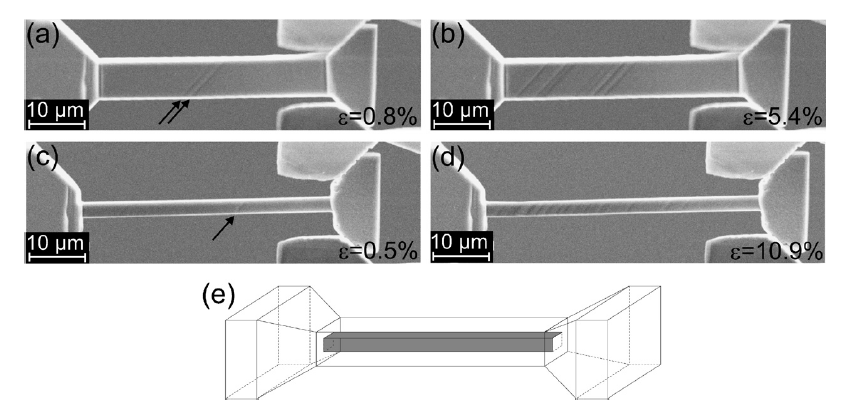 (a)
10 µm
ε=0.8%
(b)
10 µm
ε=5.4%
(c)
10 µm
ε=0.5%
(d)
10 µm
ε=10.9%
(e)